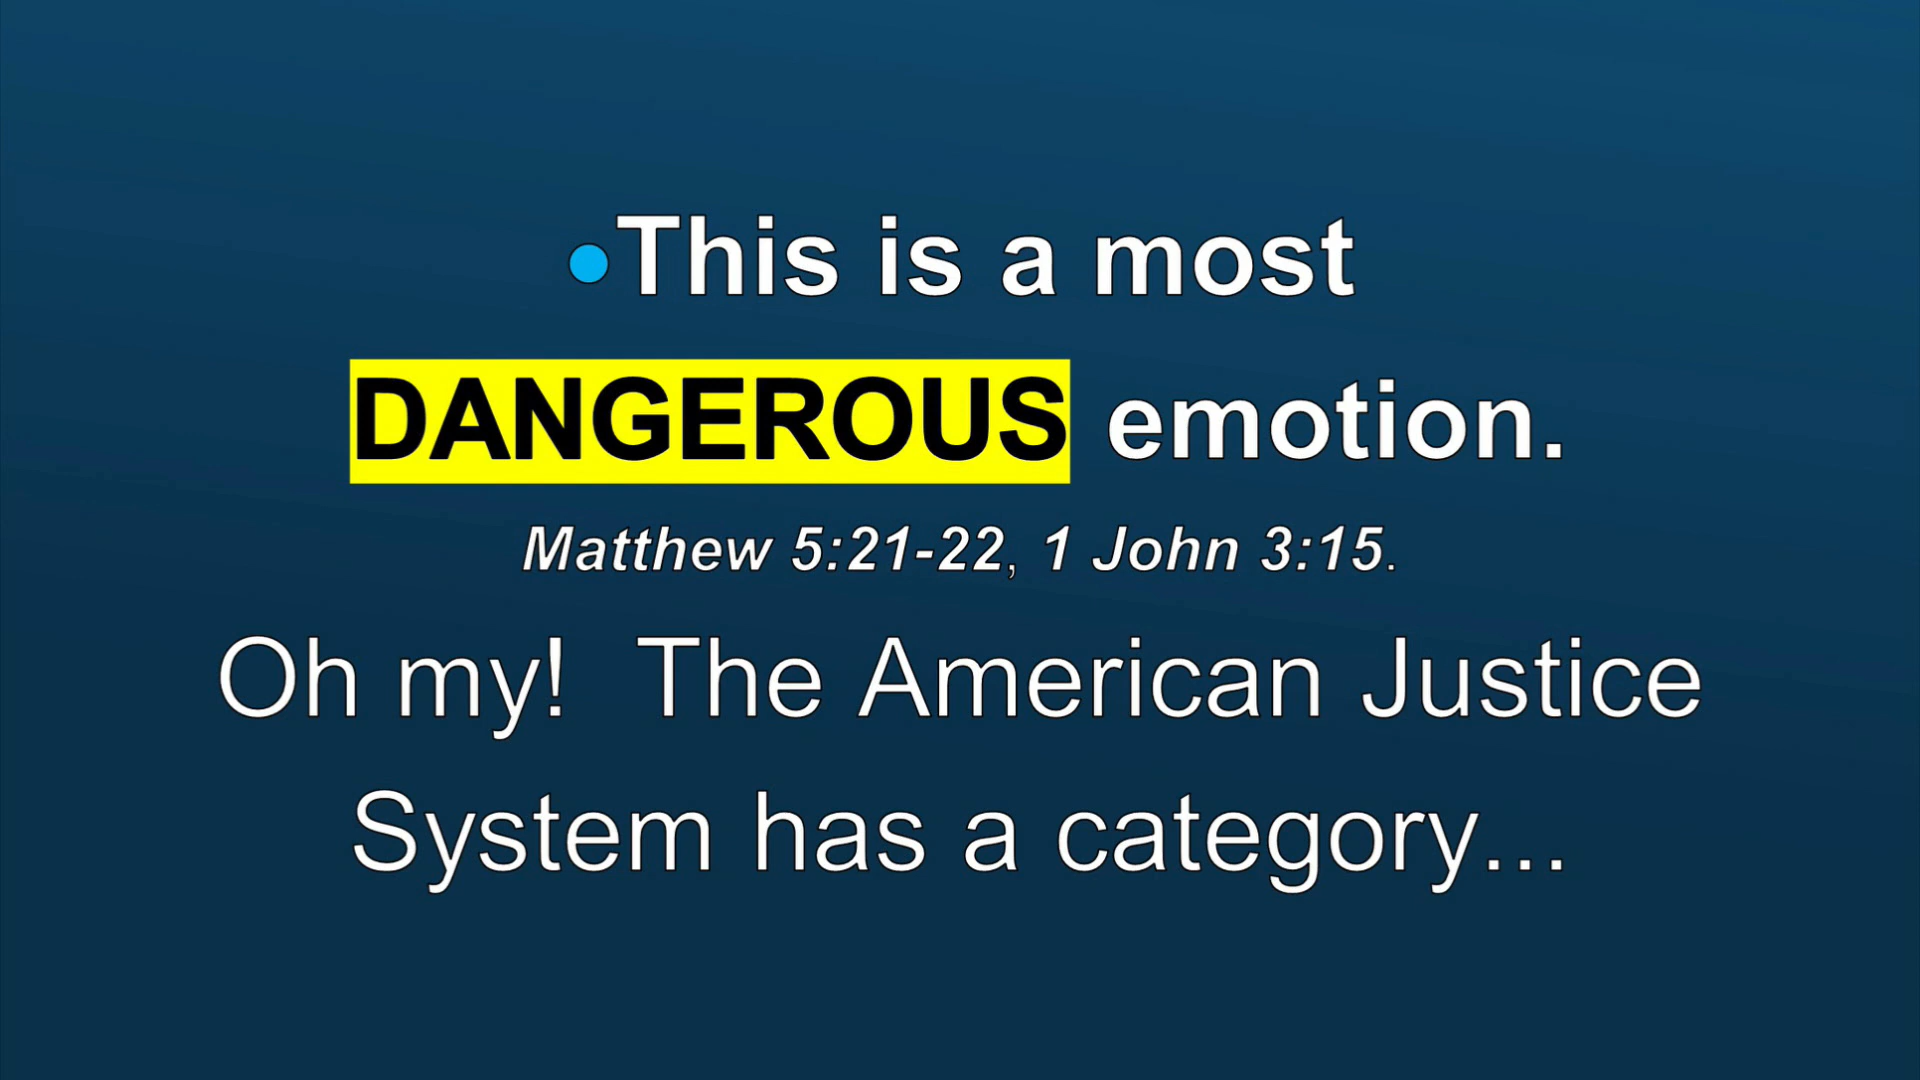 •This is a most
DANGEROUS emotion.
Matthew 5:21-22, 1 John 3:15.
Oh my!  The American Justice
System has a category...